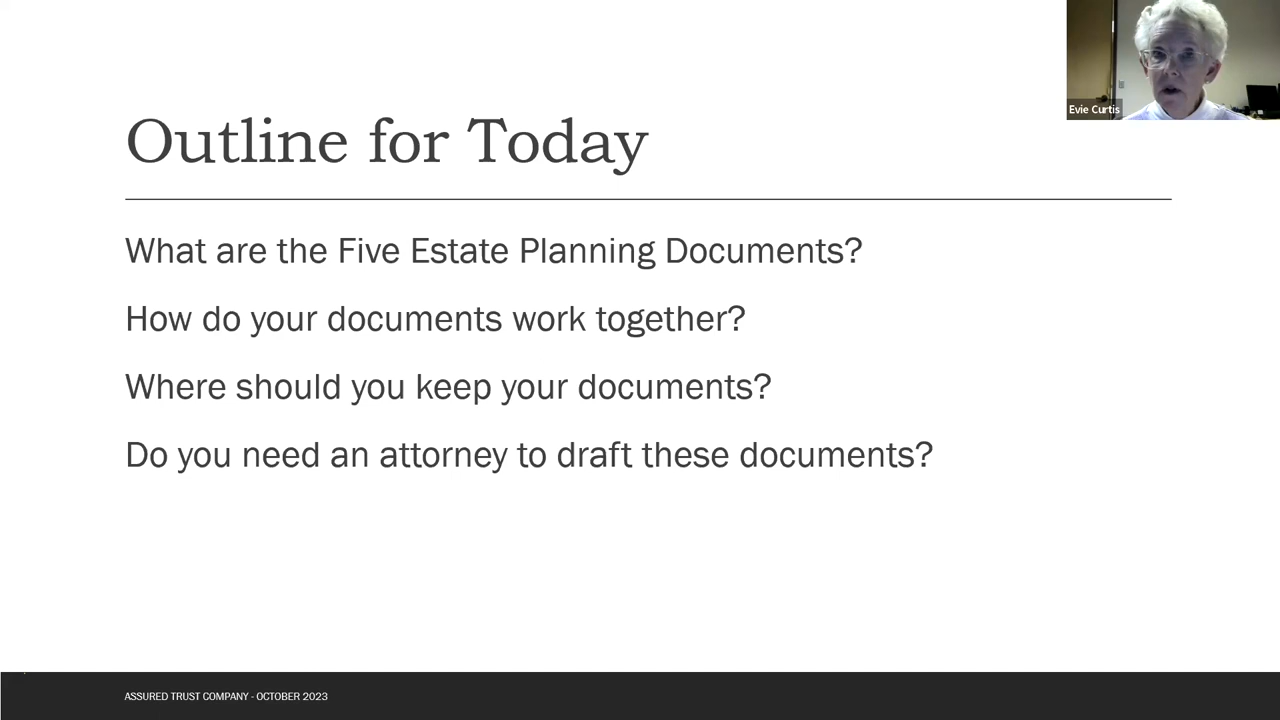 Evie Curtis
Outline for Today
What are the Five Estate Planning Documents?
How do your documents work together?
Where should you keep your documents?
Do you need an attorney to draft these documents?
ASSURED TRUST COMPANY - OCTOBER 2023